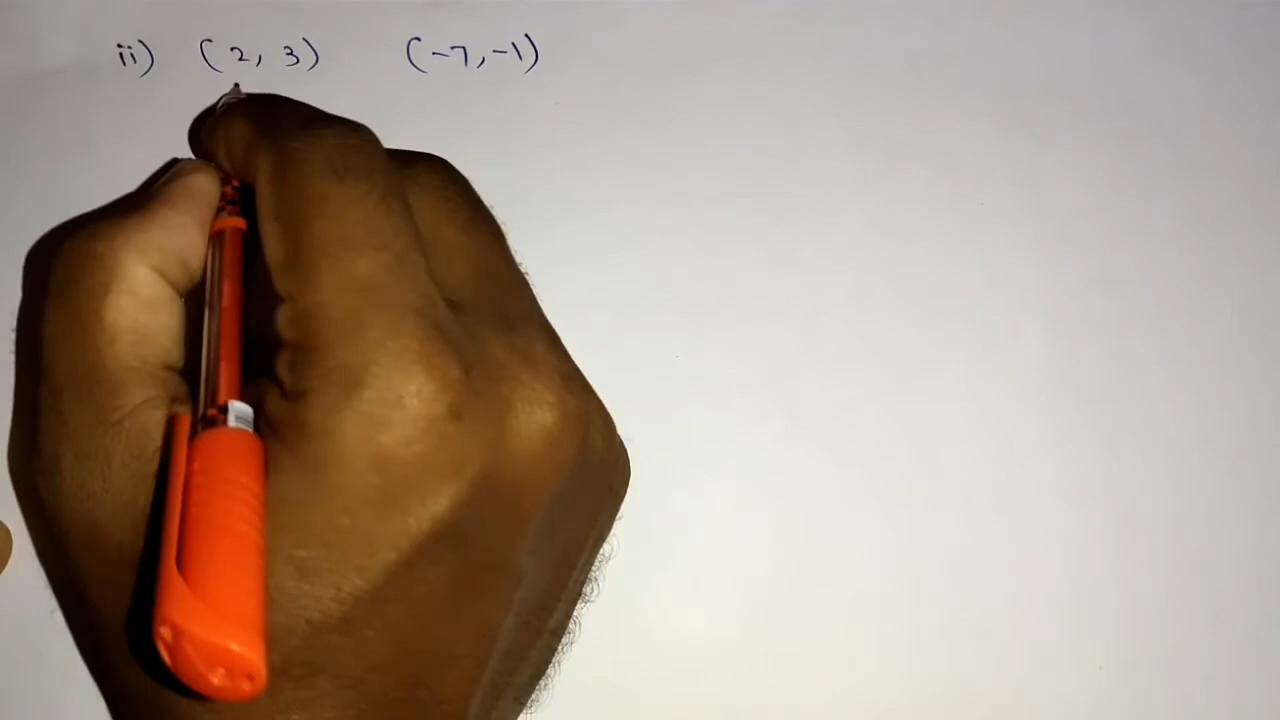 ii) (2, 3) (-7, -1)